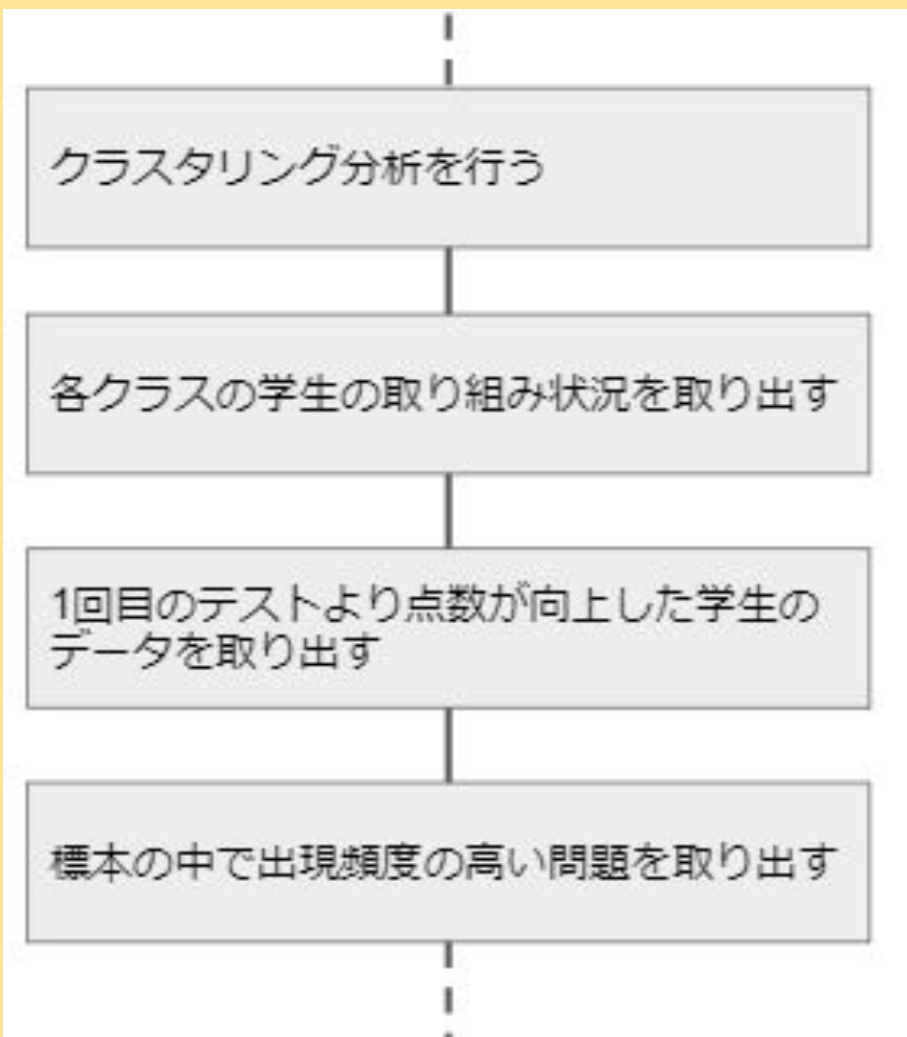 クラスタリング分析を行う
各クラスの学生の取り組み状況を取り出す
1回目のテストより点数が向上した学生の
データを取り出す
標本の中で出現頻度の高い問題を取り出す